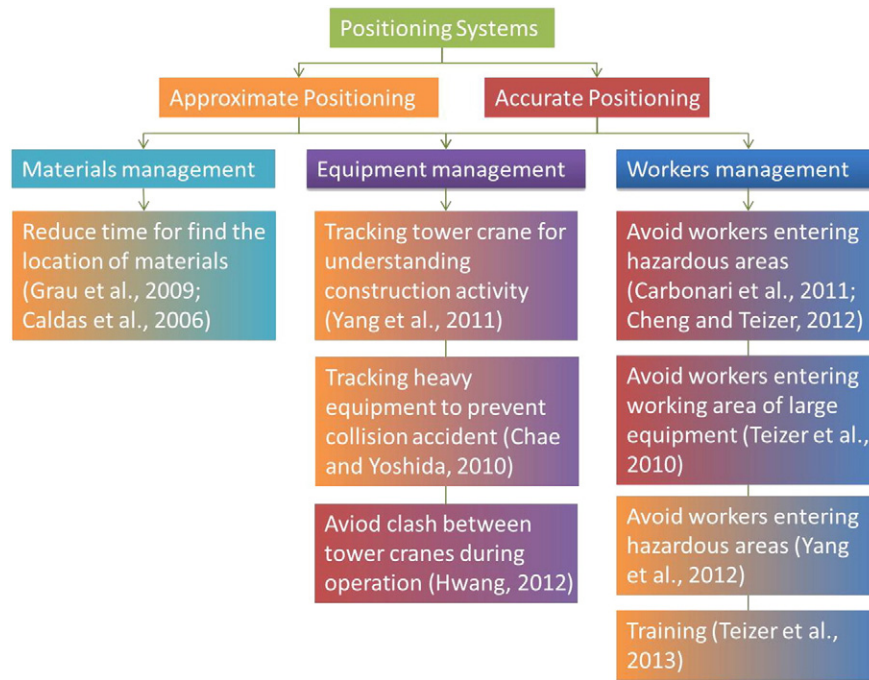 Positioning Systems
Approximate Positioning
Accurate Positioning
Materials management
Equipment management
Workers management
Reduce time for find the
location of materials
(Grau et al., 2009;
Caldas et al., 2006)
Tracking tower crane for
understanding
construction activity
(Yang et al., 2011)
Tracking heavy
equipment to prevent
collision accident (Chae
and Yoshida, 2010)
Aviod clash between
tower cranes during
operation (Hwang, 2012)
Avoid workers entering
hazardous areas
(Carbonari et al., 2011;
Cheng and Teizer, 2012)
Avoid workers entering
working area of large
equipment (Teizer et al.,
2010)
Avoid workers entering
hazardous areas (Yang
et al., 2012)
Training (Teizer et al.,
2013)